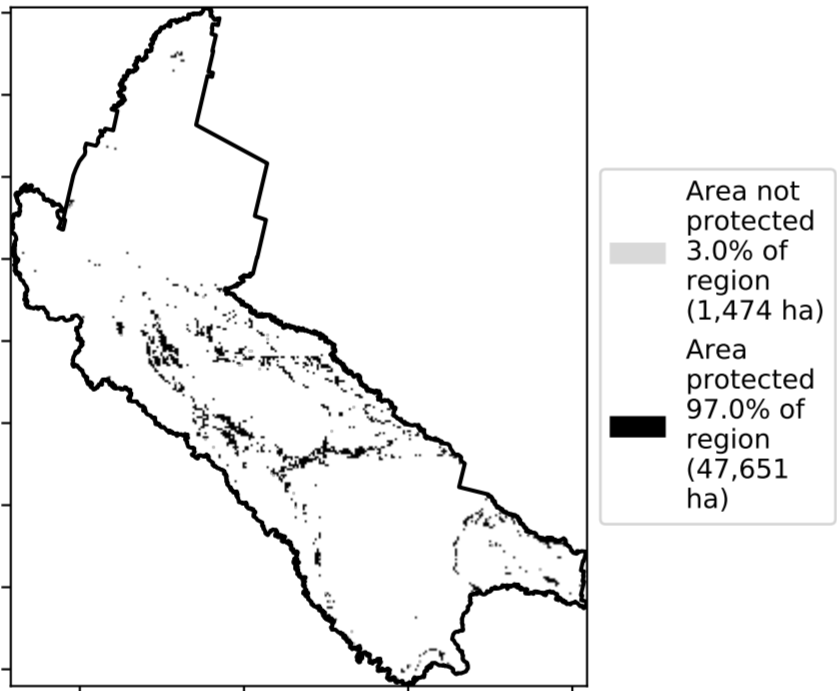 Area not
protected
3.0% of
region
(1,474 ha)
Area
protected
97.0% of
region
(47,651
ha)